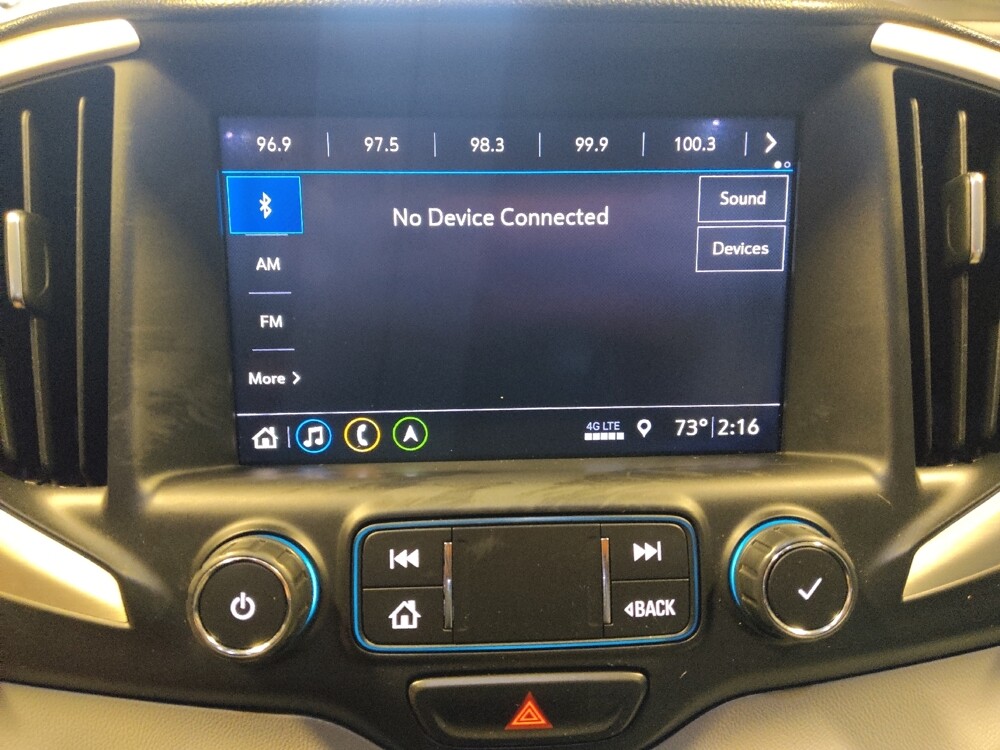 96.9 97.5 98.3 99.9 100.3
No Device Connected
Sound
Devices
AM
FM
More
4G LTE 73° 2:16
BACK